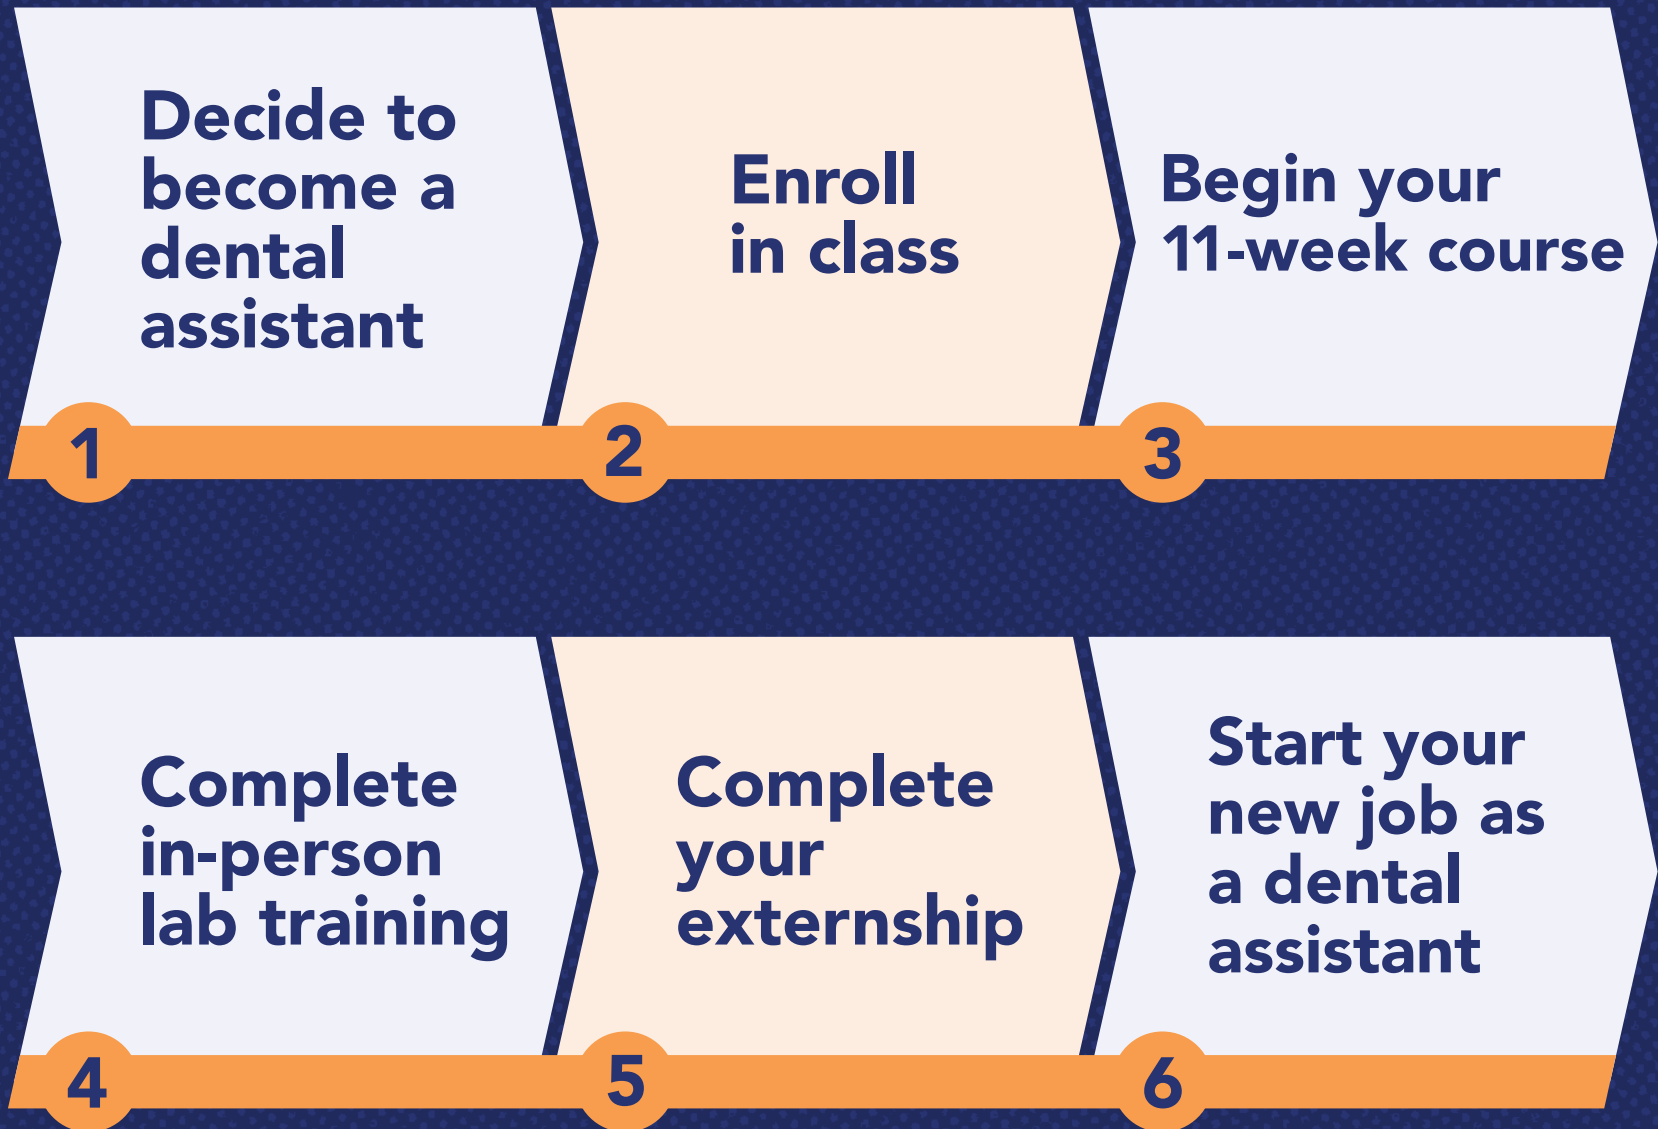 Decide to
become a
dental
assistant
1
Enroll
in class
2
Begin your
11-week course
3
Complete
in-person
lab training
4
Complete
your
externship
5
Start your
new job as
a dental
assistant
6